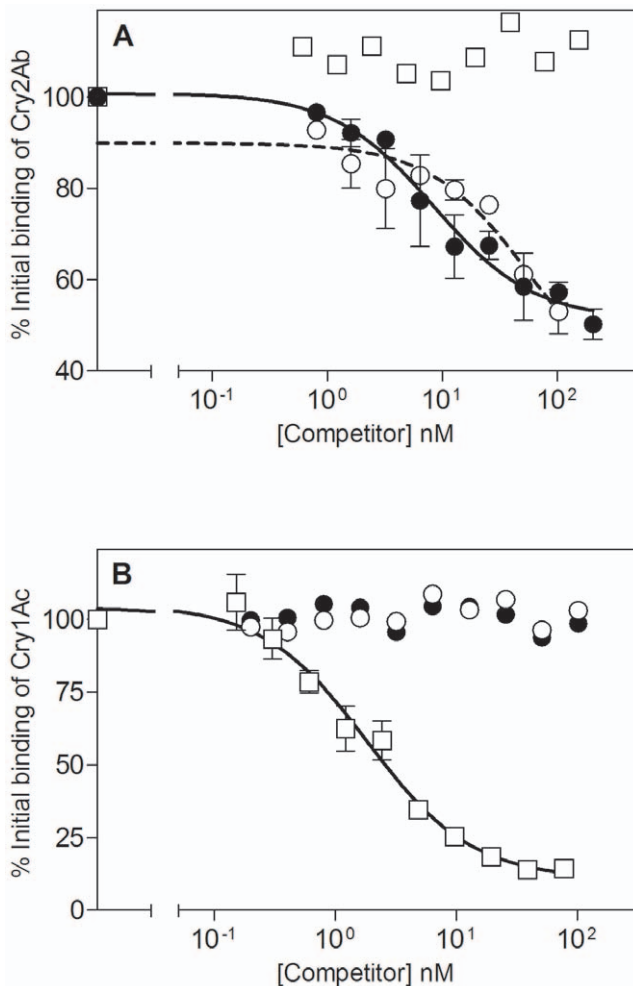 A
% Initial binding of Cry2Ab
100
80
60
40
10⁻¹ 10⁰ 10¹ 10²
[Competitor] nM
B
% Initial binding of Cry1Ac
100
75
50
25
0
10⁻¹ 10⁰ 10¹ 10²
[Competitor] nM